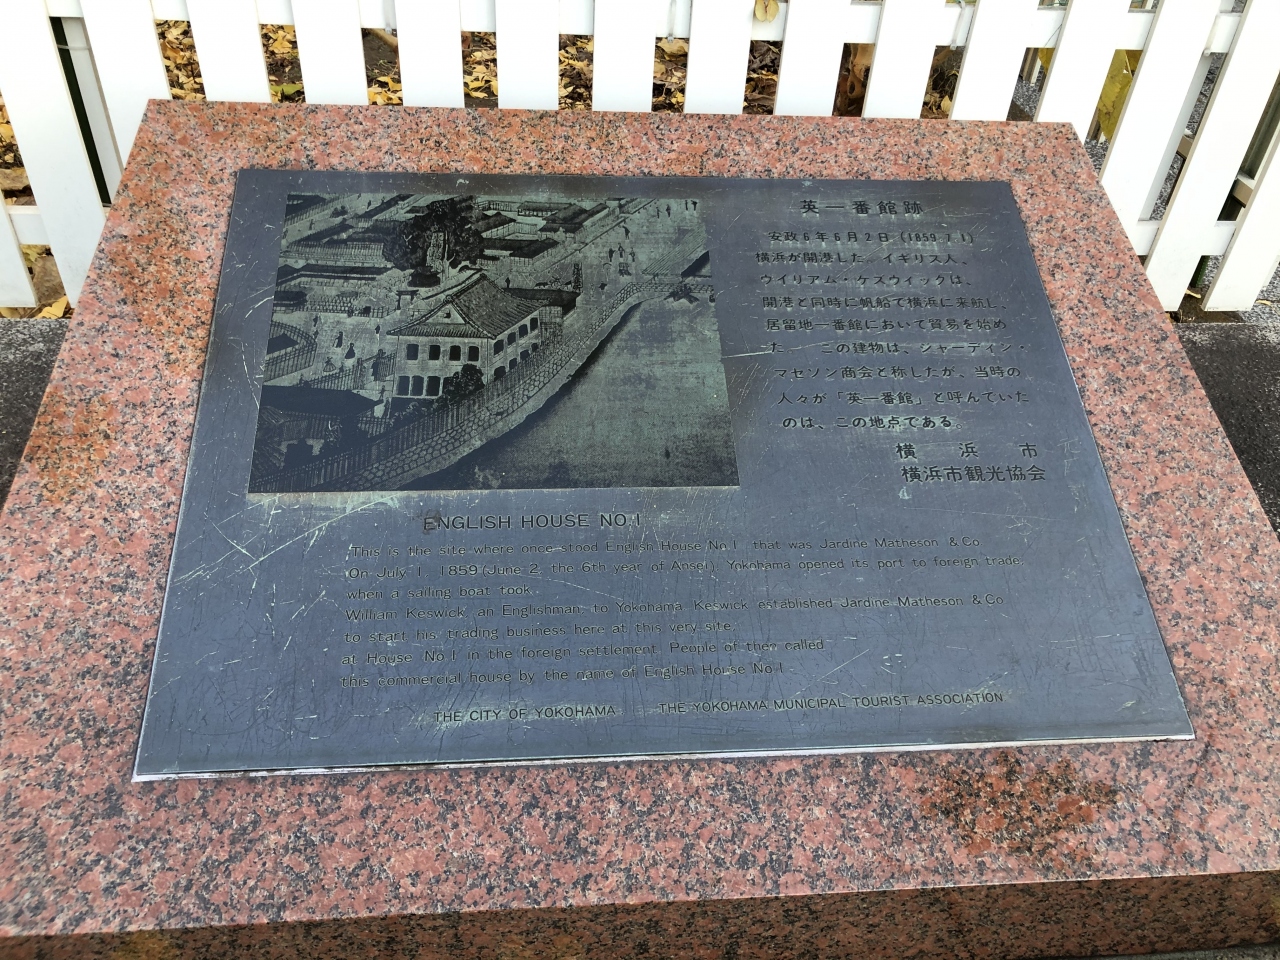 英一番館跡
安政6年6月2日 (1859.7.1)
横浜が開港した。イギリス人、
ウイリアム・ケスウィックは、
開港と同時に帆船で横浜に来航し、
居留地一番館において貿易を始め
た。 この建物は、ジャーディン・
マセソン商会と称したが、当時の
人々が「英一番館」と呼んでいた
のは、この地点である。
横 浜 市
横浜市観光協会
ENGLISH HOUSE NO.1
This is the site where once stood English House No.1 that was Jardine Matheson & Co.
On July 1, 1859 (June 2, the 6th year of Ansei), Yokohama opened its port to foreign trade,
when a sailing boat took
William Keswick, an Englishman, to Yokohama. Keswick established Jardine Matheson & Co.
to start his trading business here at this very site,
at House No.1 in the foreign settlement. People of then called
this commercial house by the name of English House No.1.
THE CITY OF YOKOHAMA THE YOKOHAMA MUNICIPAL TOURIST ASSOCIATION